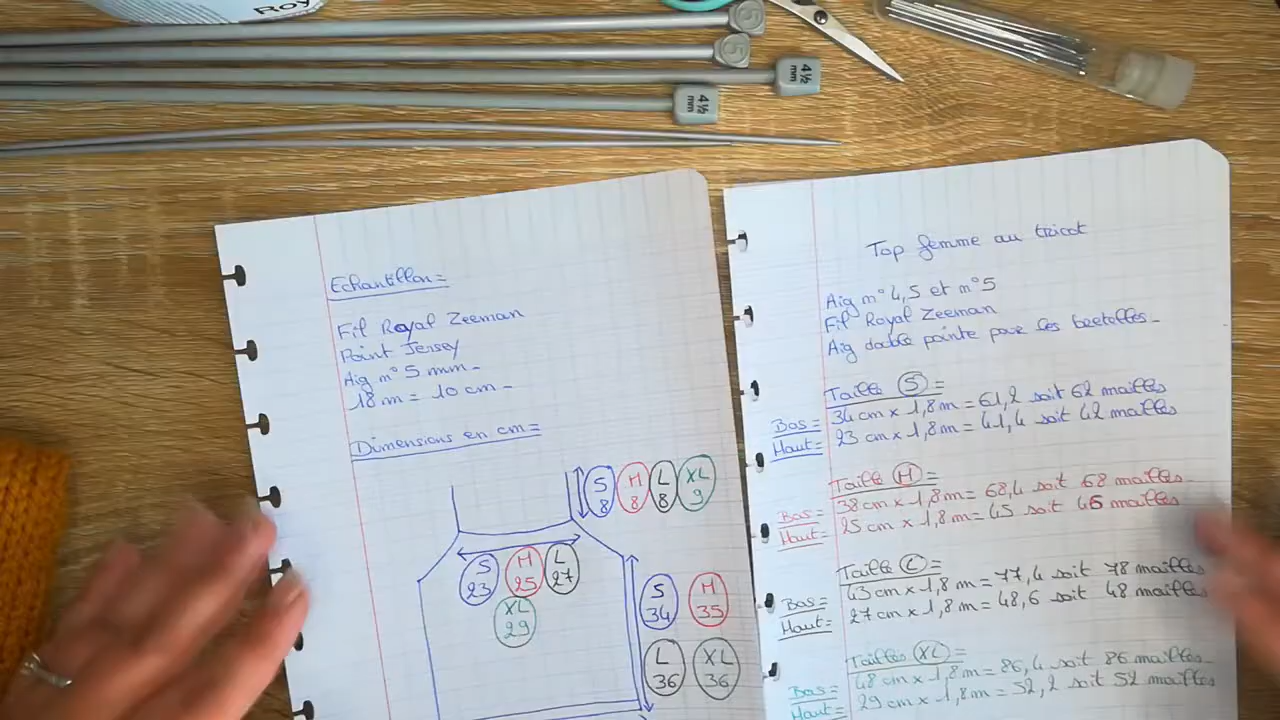 Roy
5
5
4½
mm
4½
mm
Echantillon=
Fil Royal Zeeman
Point Jersey
Aig n° 5 mm-
18 m = 10 cm-
Dimensions en cm=
S
8
M
8
L
8
XL
9
S
23
M
25
L
27
XL
29
S
34
M
35
L
36
XL
36
Top femme au tricot
Aig n° 4,5 et n°5
Fil Royal Zeeman
Aig double pointe pour les bretelles-
Taille S =
Bas= 34 cm x 1,8 m = 61,2 soit 62 mailles
Haut= 23 cm x 1,8 m = 41,4 soit 42 mailles
Taille M =
Bas= 38 cm x 1,8 m = 68,4 soit 68 mailles-
Haut= 25 cm x 1,8 m = 45 soit 46 mailles
Taille L =
Bas= 43 cm x 1,8 m = 77,4 soit 78 mailles
Haut= 27 cm x 1,8 m = 48,6 soit 48 mailles
Tailles XL =
Bas= 48 cm x 1,8 m = 86,4 soit 86 mailles-
Haut= 29 cm x 1,8 m = 52,2 soit 52 mailles